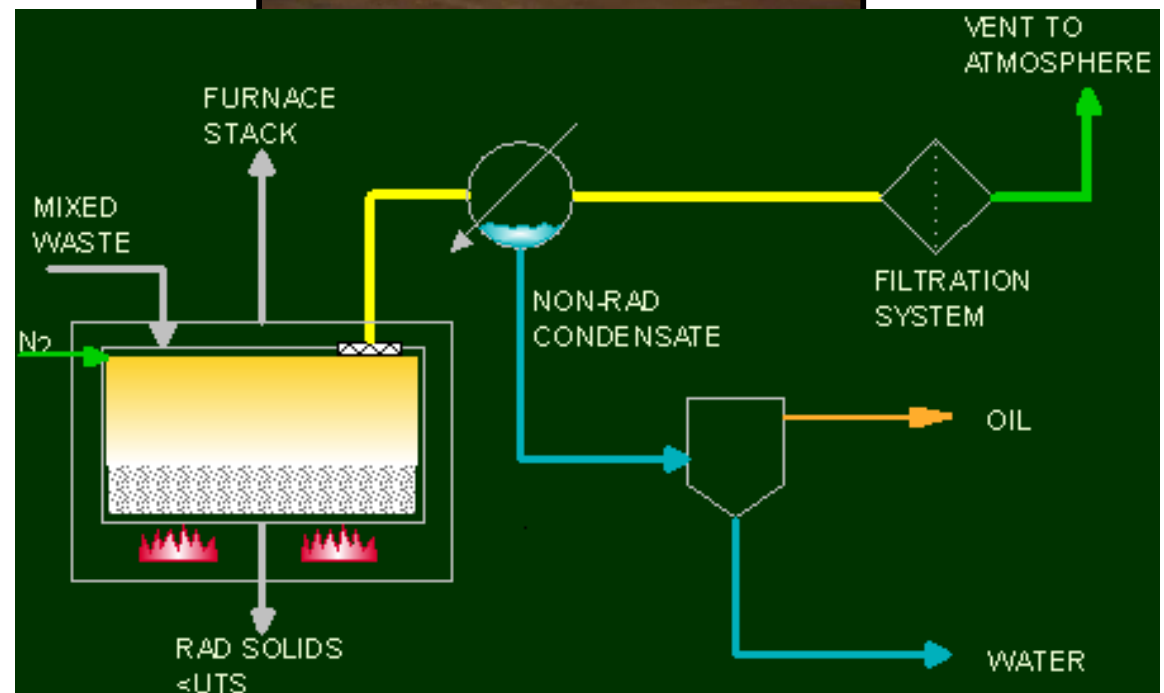 VENT TO
ATMOSPHERE
FURNACE
STACK
MIXED
WASTE
N2
NON-RAD
CONDENSATE
FILTRATION
SYSTEM
OIL
RAD SOLIDS
<UTS
WATER